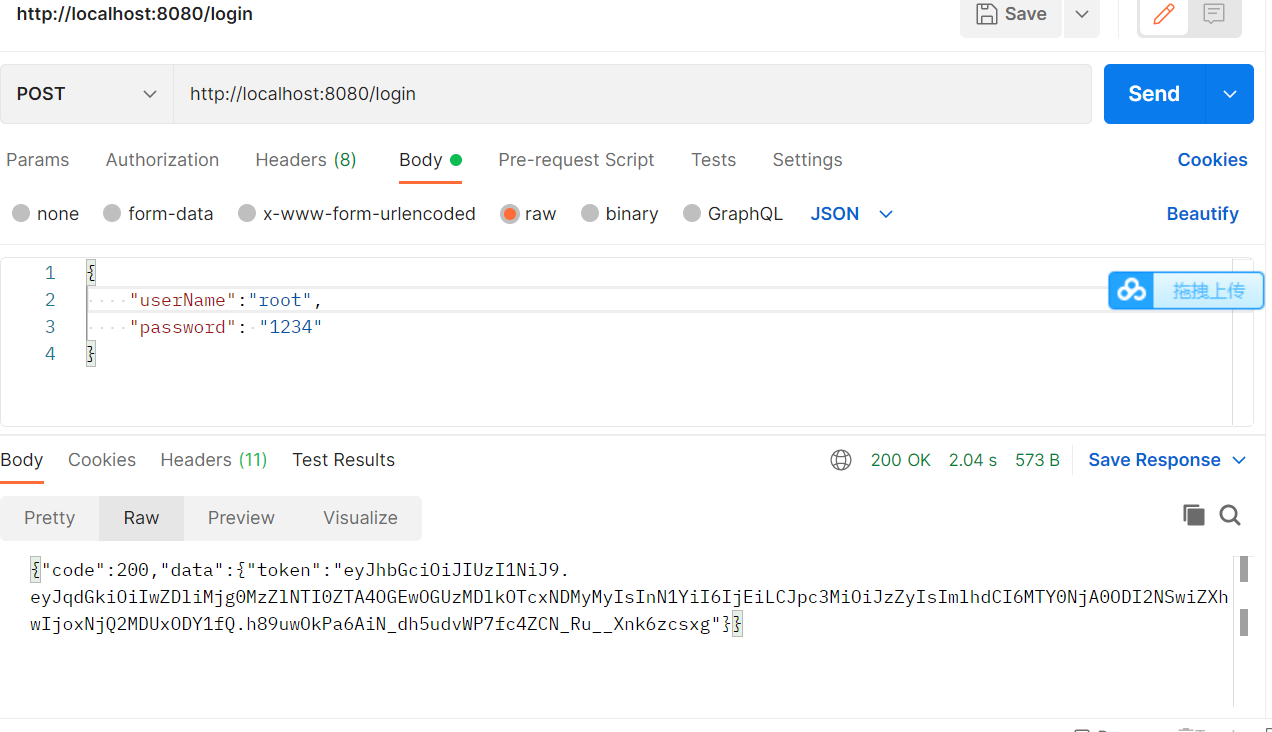 http://localhost:8080/login
Save
POST
http://localhost:8080/login
Send
Params Authorization Headers (8) Body Pre-request Script Tests Settings Cookies
none form-data x-www-form-urlencoded raw binary GraphQL JSON Beautify
1 {
2 "userName":"root",
3 "password": "1234"
4 }
拖拽上传
Body Cookies Headers (11) Test Results 200 OK 2.04 s 573 B Save Response
Pretty Raw Preview Visualize
{"code":200,"data":{"token":"eyJhbGciOiJIUzI1NiJ9.
eyJqdGkiOiIwZDliMjg0MzZlNTI0ZTA4OGEwOGUzMDlkOTcxNDMyMyIsInN1YiI6IjEiLCJpc3MiOiJzZyIsImlhdCI6MTY0NjA0ODI2NSwiZXh
wIjoxNjQ2MDUxODY1fQ.h89uwOkPa6AiN_dh5udvWP7fc4ZCN_Ru__Xnk6zcsxg"}}